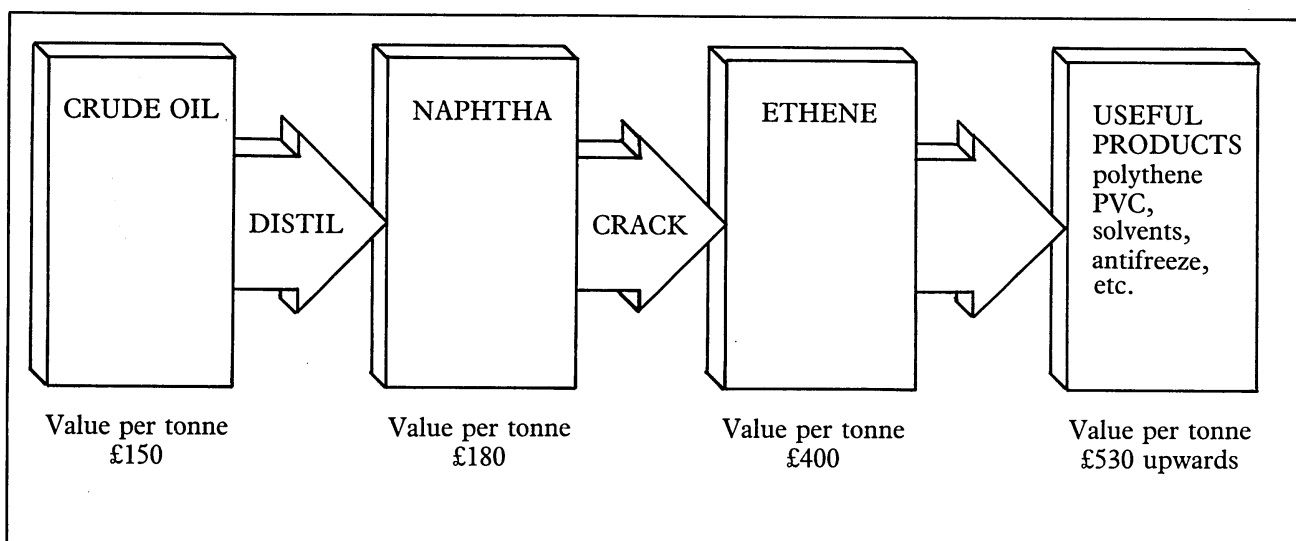 CRUDE OIL
DISTIL
NAPHTHA
CRACK
ETHENE
USEFUL
PRODUCTS
polythene
PVC,
solvents,
antifreeze,
etc.
Value per tonne
£150
Value per tonne
£180
Value per tonne
£400
Value per tonne
£530 upwards